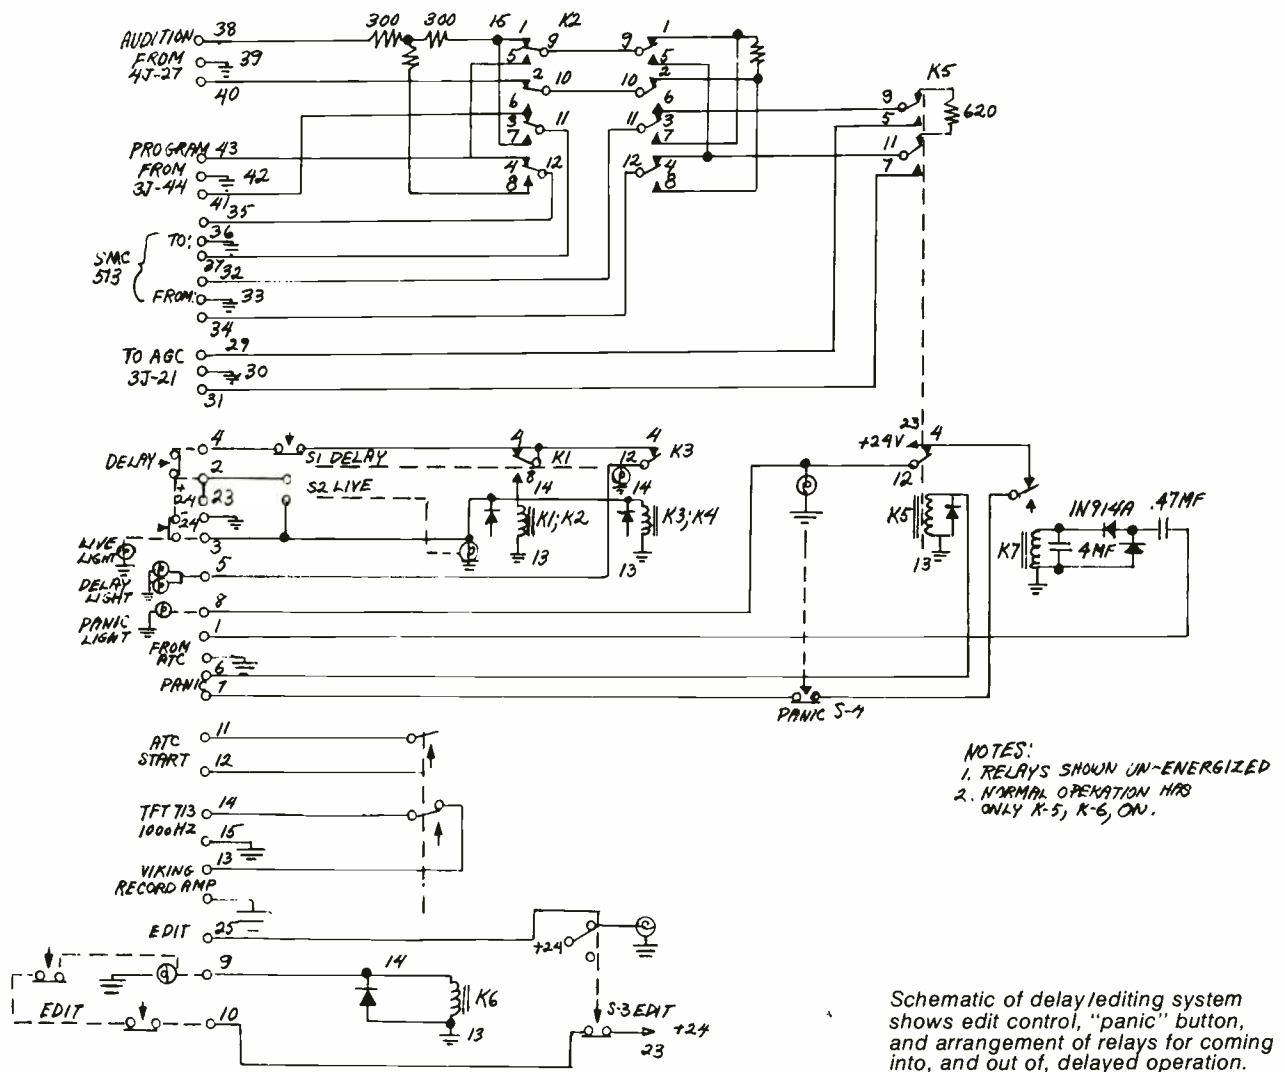 300 300 15 1 K2 1
AUDITION 38
FROM 39
4J-27
40
9 9
5 5
2 10 10 2
6 6
3 11 11 3
7 7
4 12 12 4
8 8
K5
9
5
620
11
7
PROGRAM 43
FROM 42
3J-44
41
35
36
TO:
SMC
513
37 32
FROM: 33
34
TO AGC 29
3J-21 30
31
4
DELAY
2
+
24 23
-
24
3
S1 DELAY
S2 LIVE
4 K1
8
14
K1;K2
13
4 K3
12
14
K3;K4
13
23
+24V 4
12
K5
13
K7
1N914A .47MF
4MF
LIVE
LIGHT
5
DELAY
LIGHT
8
PANIC
LIGHT
1
FROM
ATC
6
PANIC 7
PANIC S-4
ATC 11
START 12
TFT 713 14
1000HZ 15
VIKING 13
RECORD AMP
EDIT 25
+24
9 14
K6
13
EDIT 10
S-3 EDIT
+24
23
NOTES:
1. RELAYS SHOWN UN-ENERGIZED
2. NORMAL OPERATION HAS
ONLY K-5, K-6, ON.
Schematic of delay/editing system
shows edit control, "panic" button,
and arrangement of relays for coming
into, and out of, delayed operation.